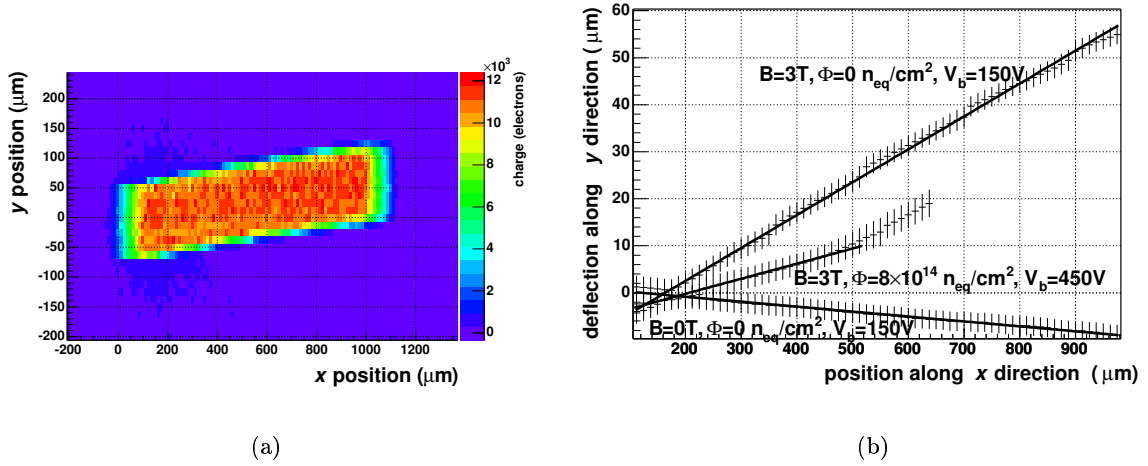 ×10³
200
150
100
50
0
-50
-100
-150
-200
-200 0 200 400 600 800 1000 1200
y position (μm)
x position (μm)
12
10
8
6
4
2
0
charge (electrons)
(a)
60
50
40
30
20
10
0
deflection along y direction (μm)
B=3T, Φ=0 n_eq/cm², V_b=150V
B=3T, Φ=8×10¹⁴ n_eq/cm², V_b=450V
B=0T, Φ=0 n_eq/cm², V_b=150V
200 300 400 500 600 700 800 900
position along x direction (μm)
(b)